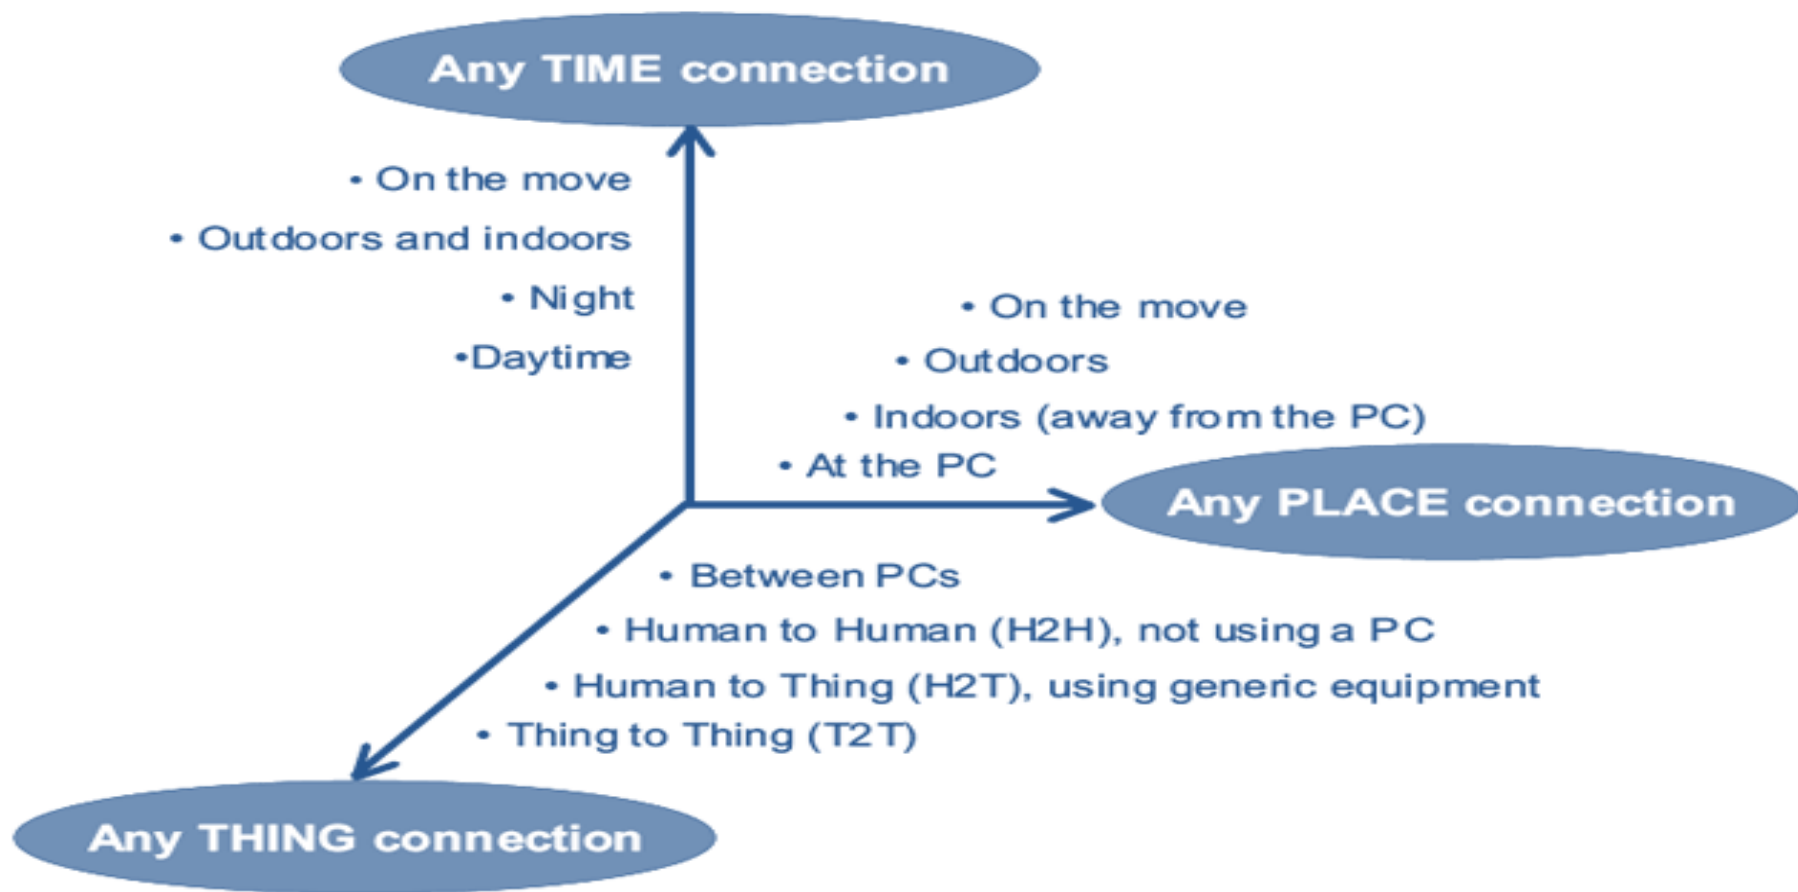 Any TIME connection
• On the move
• Outdoors and indoors
• Night
•Daytime
• On the move
• Outdoors
• Indoors (away from the PC)
• At the PC
Any PLACE connection
• Between PCs
• Human to Human (H2H), not using a PC
• Human to Thing (H2T), using generic equipment
• Thing to Thing (T2T)
Any THING connection